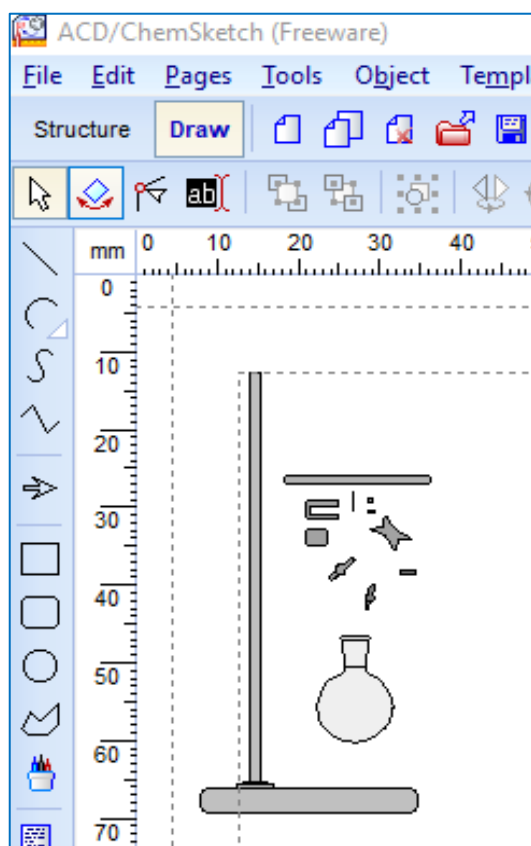 ACD/ChemSketch (Freeware)
File Edit Pages Tools Object Templ
Structure Draw
ab
mm 0 10 20 30 40
0
10
20
30
40
50
60
70